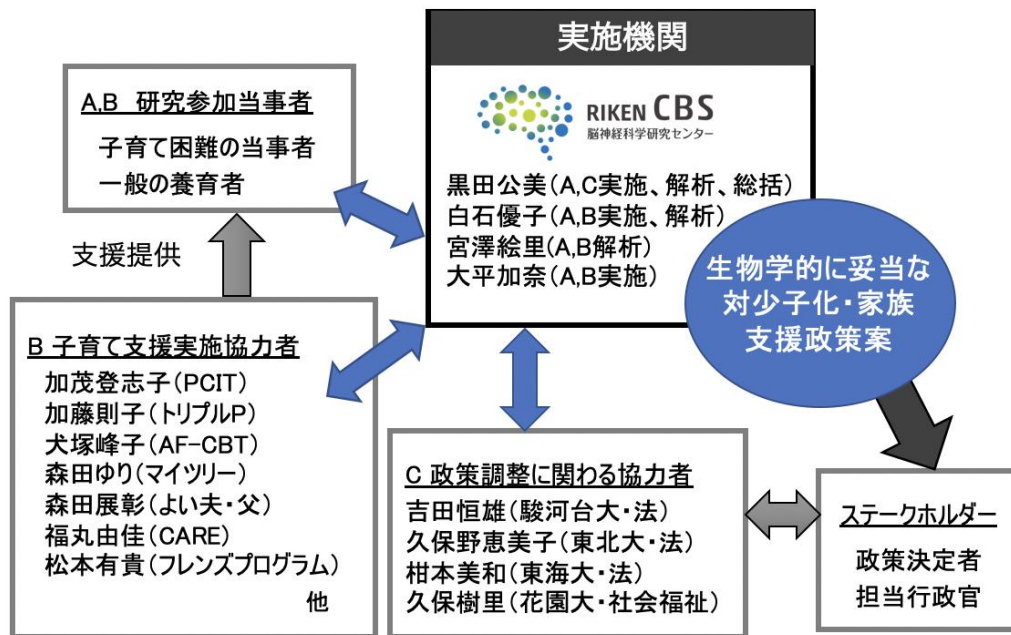 実施機関
RIKEN CBS
脳神経科学研究センター
黒田公美(A,C実施、解析、総括)
白石優子(A,B実施、解析)
宮澤絵里(A,B解析)
大平加奈(A,B実施)
A,B 研究参加当事者
子育て困難の当事者
一般の養育者
支援提供
生物学的に妥当な
対少子化・家族
支援政策案
B 子育て支援実施協力者
加茂登志子(PCIT)
加藤則子(トリプルP)
犬塚峰子(AF-CBT)
森田ゆり(マイツリー)
森田展彰(よい夫・父)
福丸由佳(CARE)
松本有貴(フレンズプログラム)
他
C 政策調整に関わる協力者
吉田恒雄(駿河台大・法)
久保野恵美子(東北大・法)
柑本美和(東海大・法)
久保樹里(花園大・社会福祉)
ステークホルダー
政策決定者
担当行政官